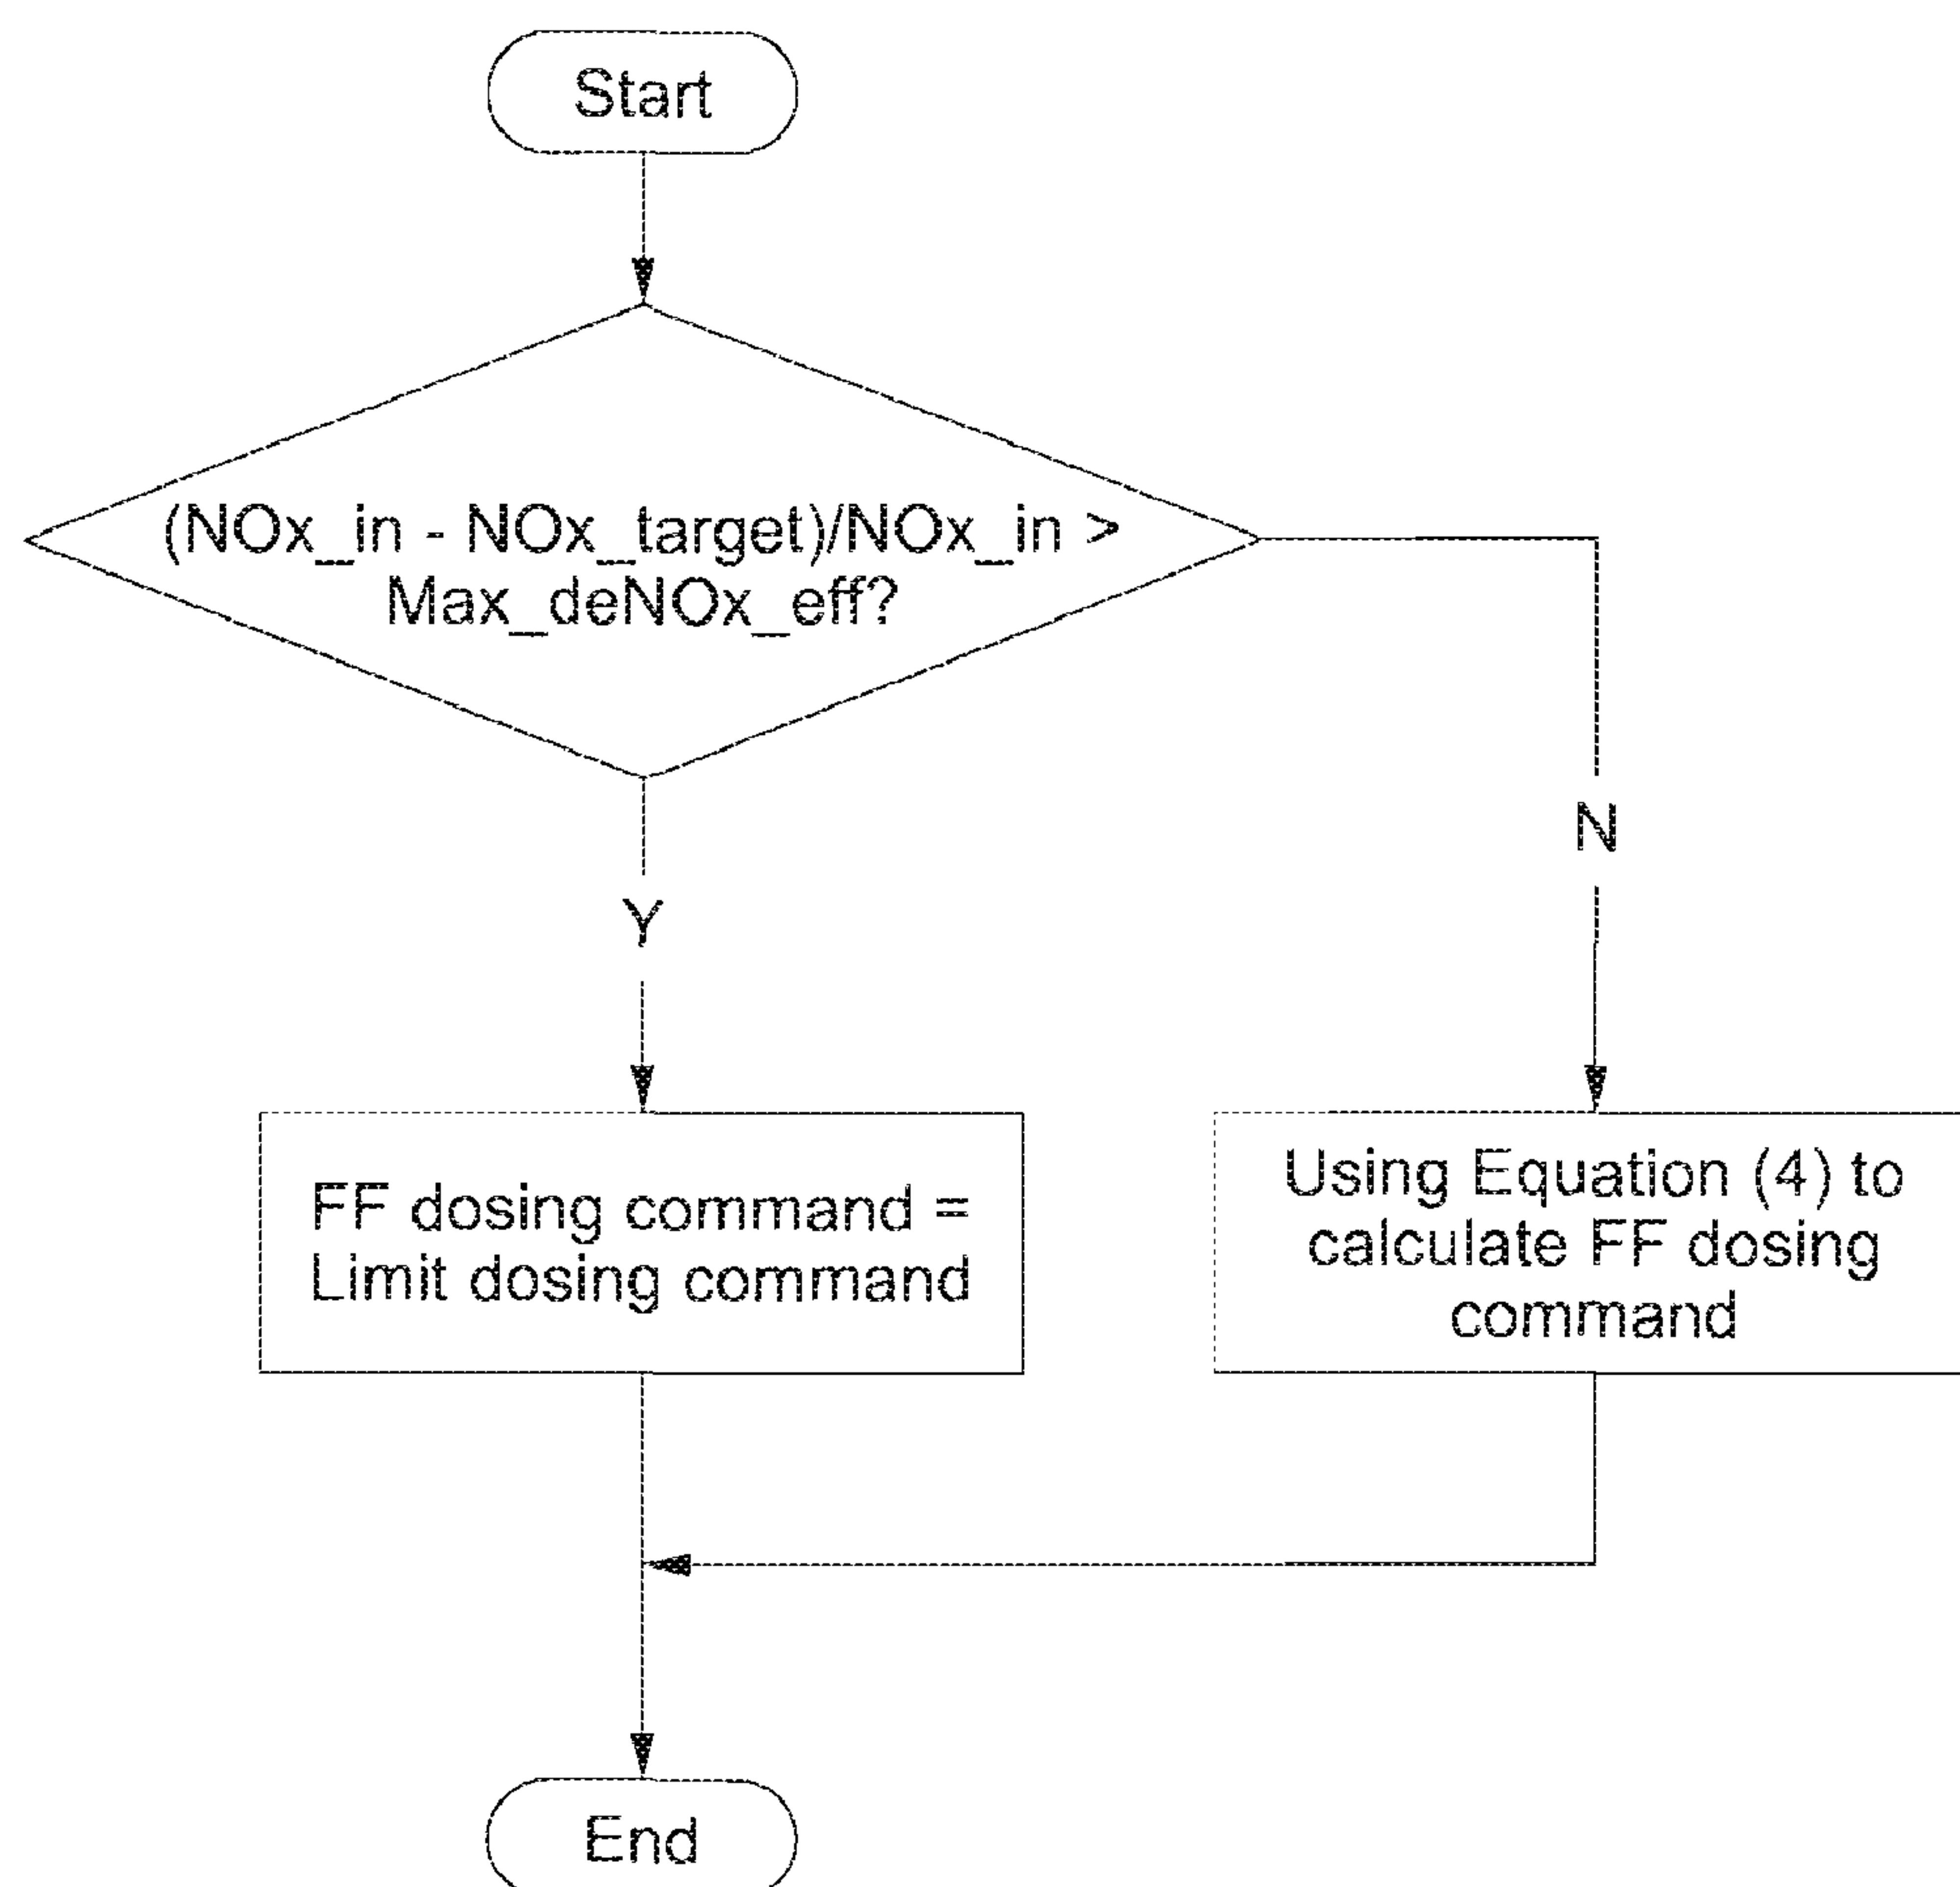 Start
(NOx_in - NOx_target)/NOx_in >
Max_deNOx_eff?
N
Y
FF dosing command =
Limit dosing command
Using Equation (4) to
calculate FF dosing
command
End